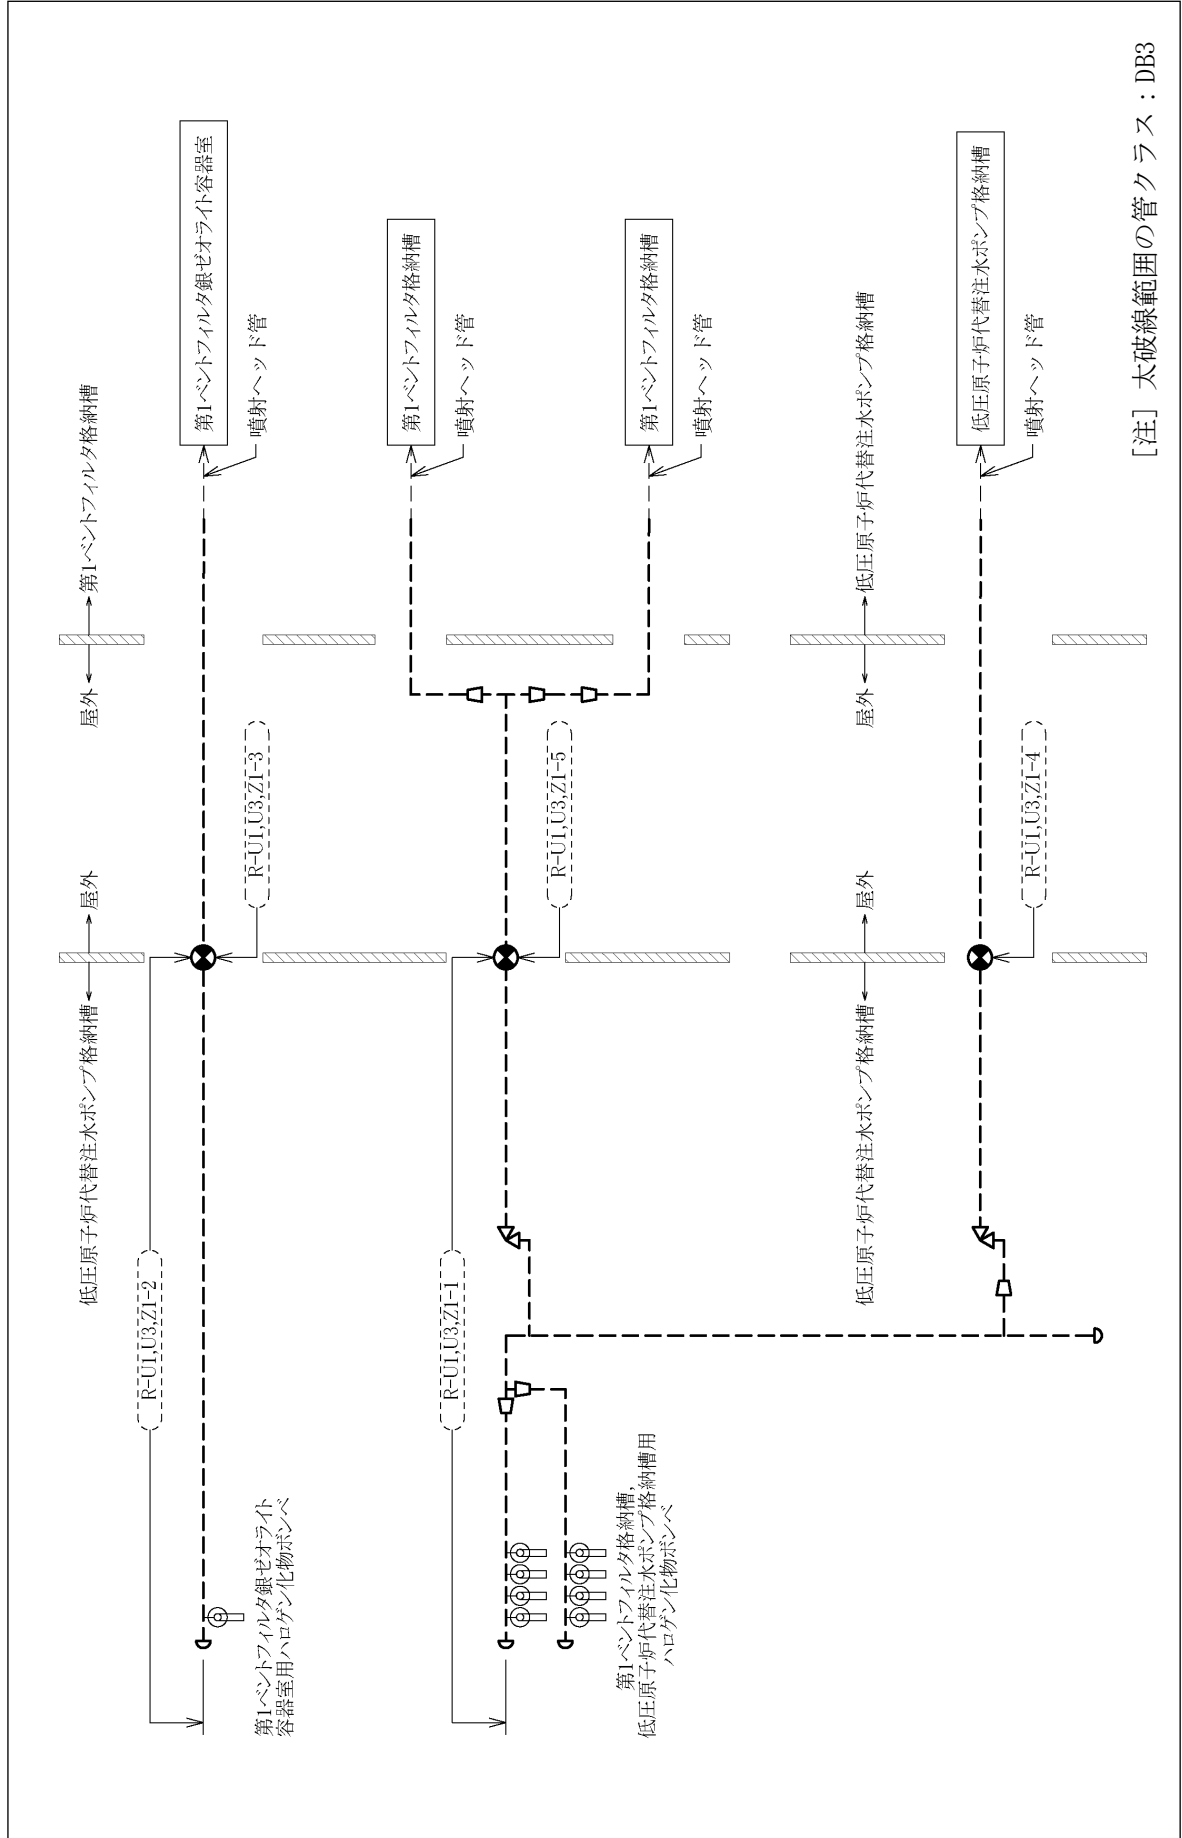 低圧原子炉代替注水ポンプ格納槽
屋外
屋外
第1ベントフィルタ格納槽
R-U1,U3,Z1-2
第1ベントフィルタ銀ゼオライト容器室
R-U1,U3,Z1-3
噴射ヘッド管
第1ベントフィルタ銀ゼオライト
容器室用ハロゲン化物ボンベ
第1ベントフィルタ格納槽
R-U1,U3,Z1-1
噴射ヘッド管
R-U1,U3,Z1-5
第1ベントフィルタ格納槽
噴射ヘッド管
第1ベントフィルタ格納槽,
低圧原子炉代替注水ポンプ格納槽用
ハロゲン化物ボンベ
低圧原子炉代替注水ポンプ格納槽
屋外
屋外
低圧原子炉代替注水ポンプ格納槽
低圧原子炉代替注水ポンプ格納槽
R-U1,U3,Z1-4
噴射ヘッド管
[注] 太破線範囲の管クラス:DB3